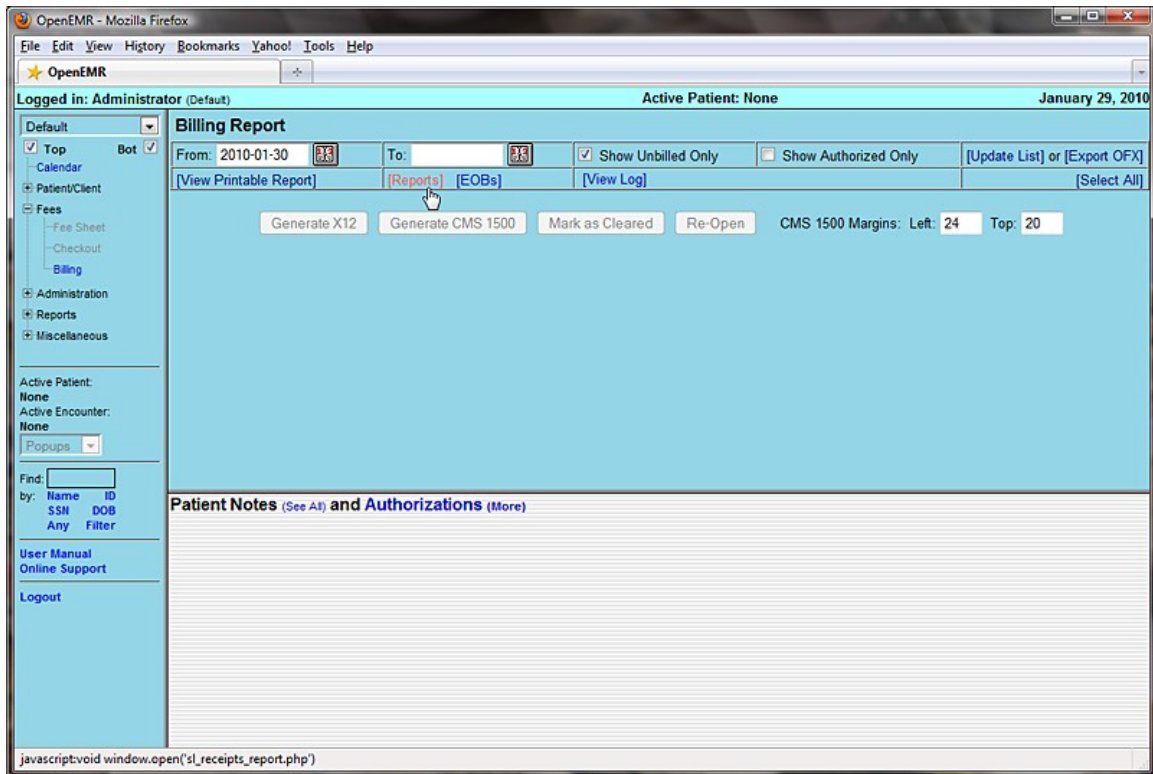 OpenEMR - Mozilla Firefox
File Edit View History Bookmarks Yahoo! Tools Help
OpenEMR
Logged in: Administrator (Default) Active Patient: None January 29, 2010
Default
Top Bot
Calendar
Patient/Client
Fees
Fee Sheet
Checkout
Billing
Administration
Reports
Miscellaneous
Active Patient:
None
Active Encounter:
None
Popups
Find:
by: Name ID
SSN DOB
Any Filter
User Manual
Online Support
Logout
Billing Report
From: 2010-01-30 To: Show Unbilled Only Show Authorized Only [Update List] or [Export OFX]
[View Printable Report] [Reports] [EOBs] [View Log] [Select All]
Generate X12 Generate CMS 1500 Mark as Cleared Re-Open CMS 1500 Margins: Left: 24 Top: 20
Patient Notes (See All) and Authorizations (More)
javascript:void window.open('sl_receipts_report.php')